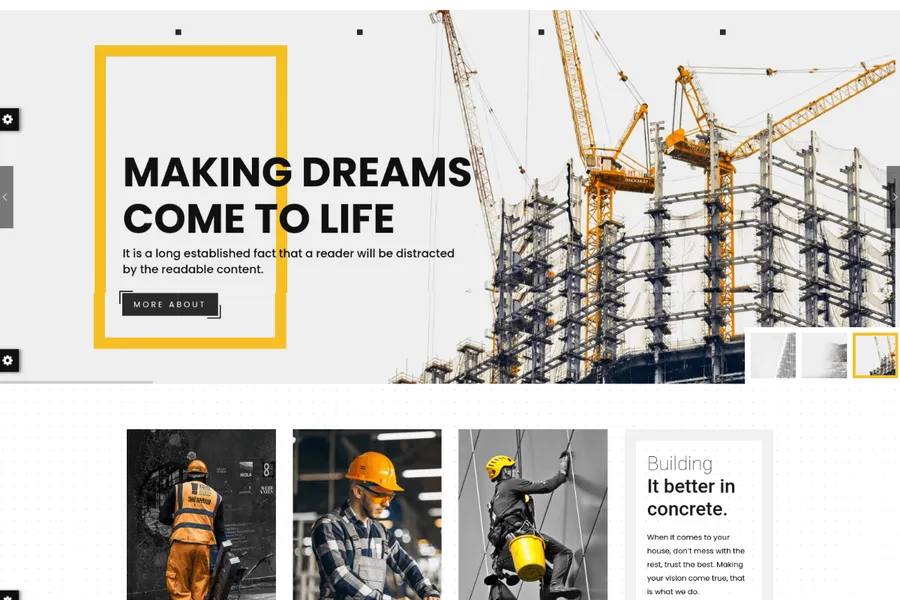 MAKING DREAMS
COME TO LIFE
It is a long established fact that a reader will be distracted
by the readable content.
MORE ABOUT
Building
It better in
concrete.
When it comes to your
house, don't mess with the
rest, trust the best. Making
your vision come true, that
is what we do.